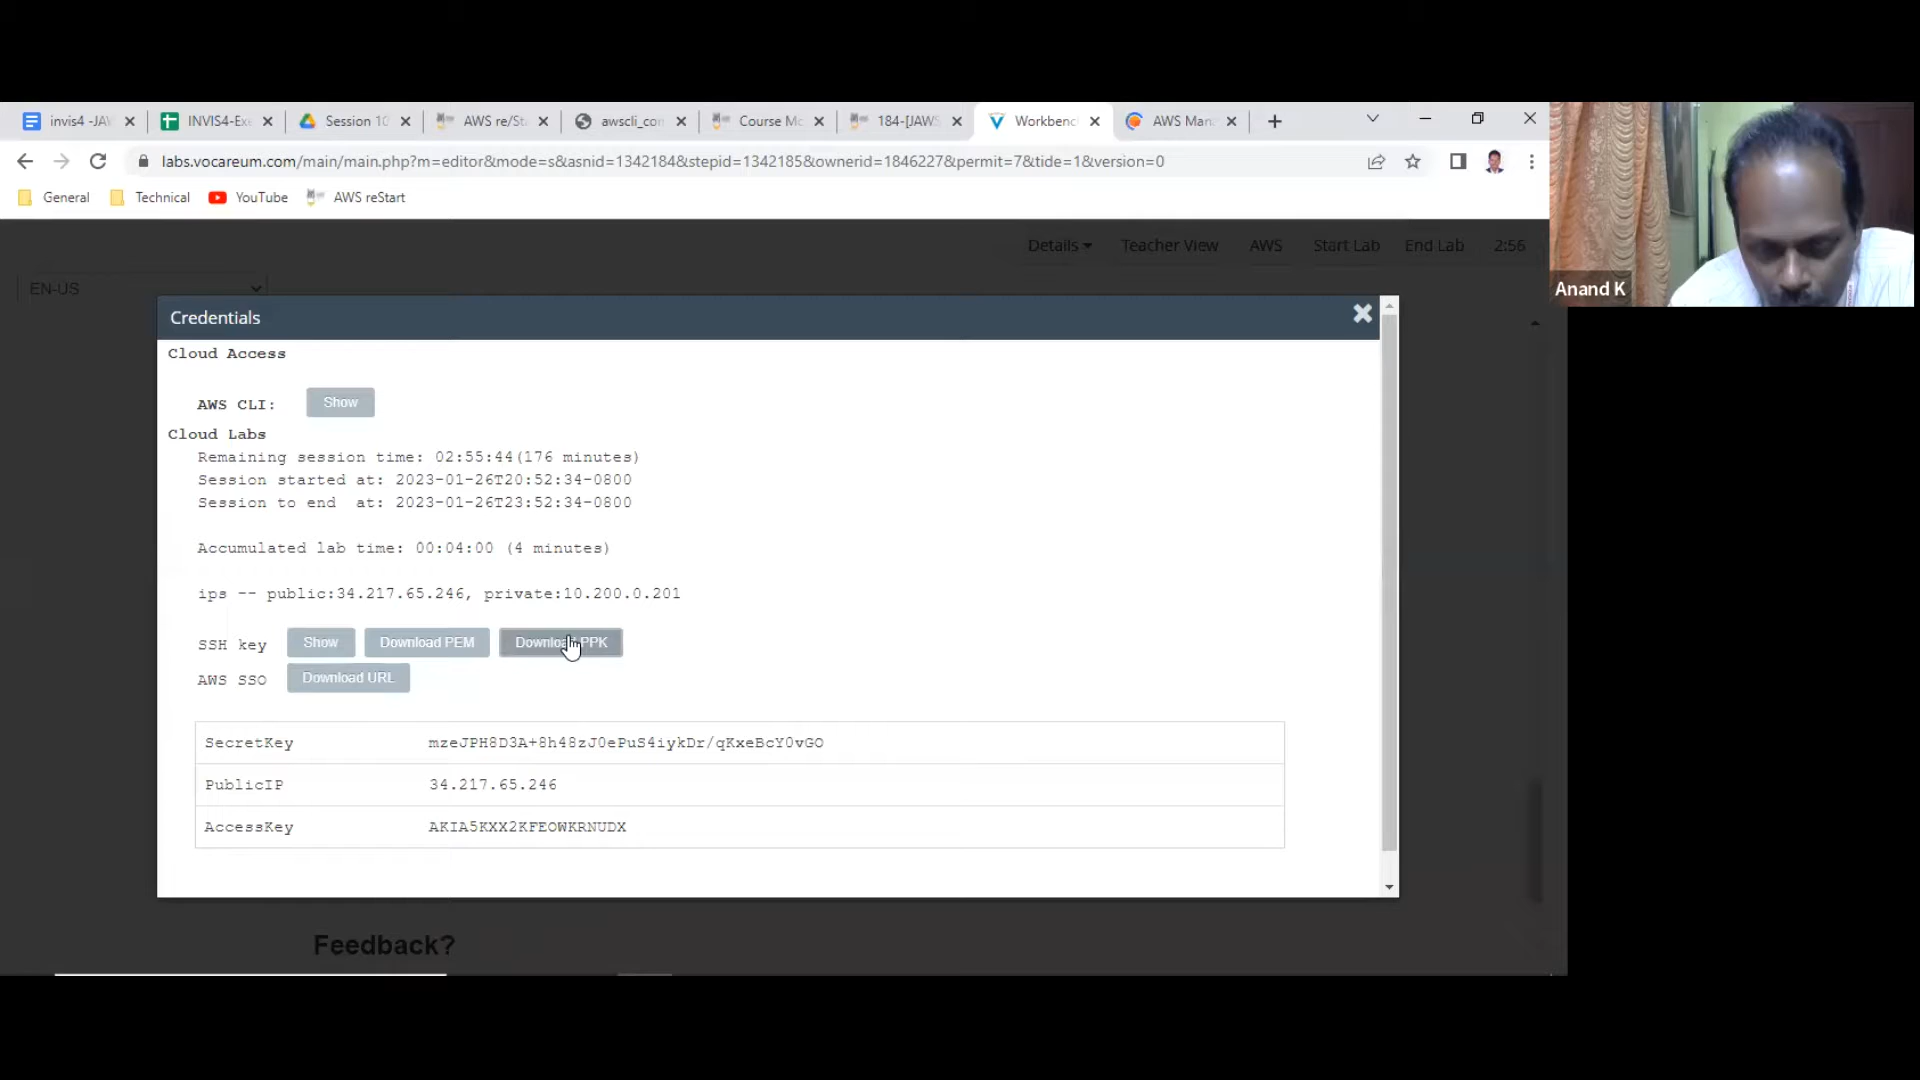 invis4 -JA
INVIS4-Ex
Session 10
AWS re/St
awscli_co
Course Mo
184-[JAWS
Workbenc
AWS Man
labs.vocareum.com/main/main.php?m=editor&mode=s&asnid=1342184&stepid=1342185&ownerid=1846227&permit=7&tide=1&version=0
General
Technical
YouTube
AWS reStart
Details
Teacher View
AWS
Start Lab
End Lab
2:56
EN-US
Anand K
Credentials
Cloud Access
AWS CLI: Show
Cloud Labs
Remaining session time: 02:55:44(176 minutes)
Session started at: 2023-01-26T20:52:34-0800
Session to end at: 2023-01-26T23:52:34-0800
Accumulated lab time: 00:04:00 (4 minutes)
ips -- public:34.217.65.246, private:10.200.0.201
SSH key Show Download PEM Download PPK
AWS SSO Download URL
SecretKey mzeJPH8D3A+8h48zJ0ePuS4iykDr/qKxeBcY0vGO
PublicIP 34.217.65.246
AccessKey AKIA5KXX2KFEOWKRNUDX
Feedback?